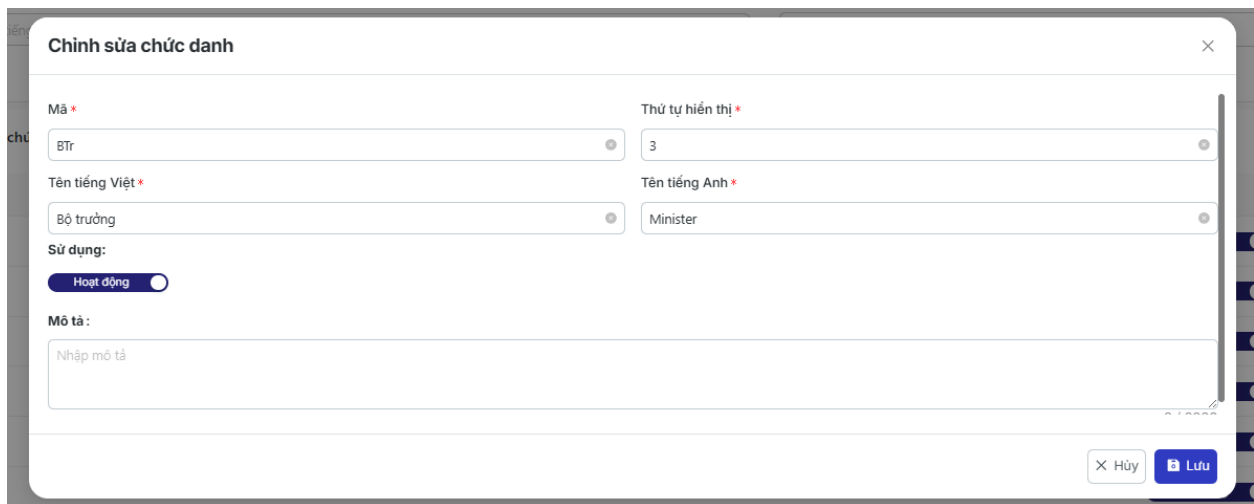 Chỉnh sửa chức danh
Mã *
Thứ tự hiển thị *
BTr
3
Tên tiếng Việt *
Tên tiếng Anh *
Bộ trưởng
Minister
Sử dụng:
Hoạt động
Mô tả :
Nhập mô tả
Hủy
Lưu